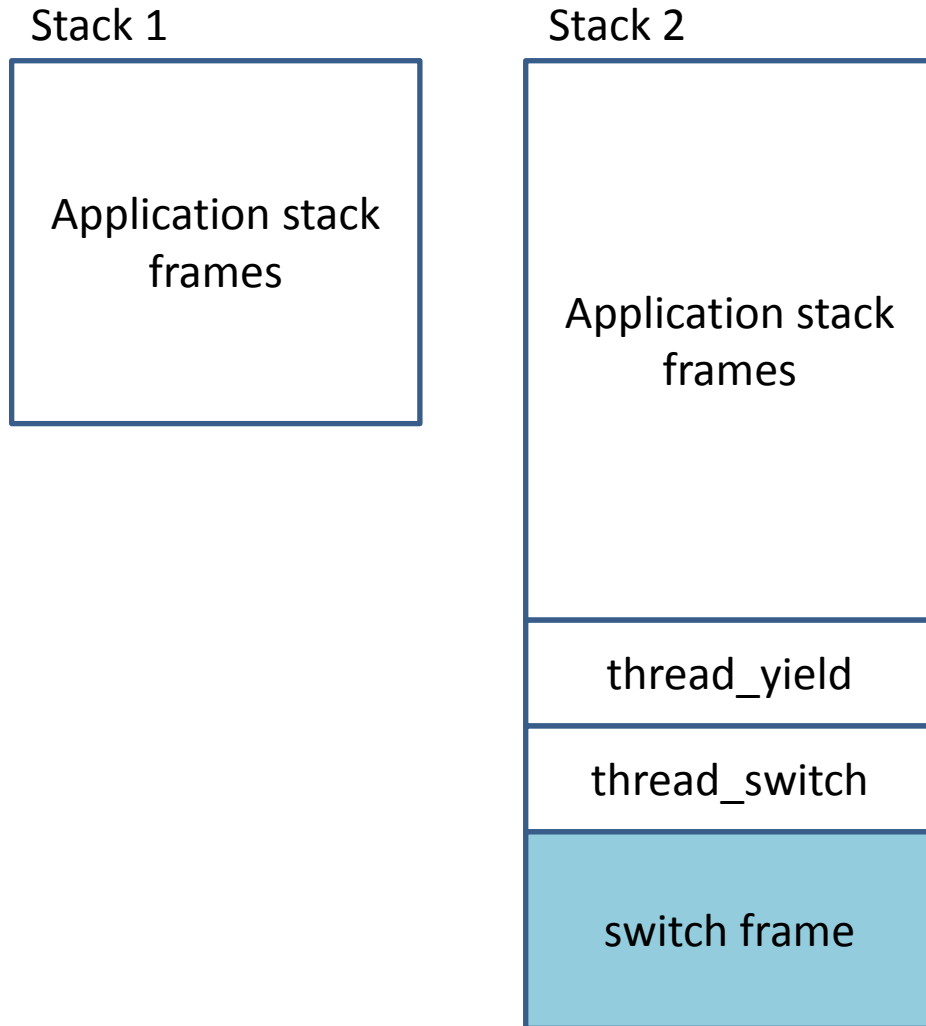 Stack 1
Stack 2
Application stack
frames
Application stack
frames
thread_yield
thread_switch
switch frame